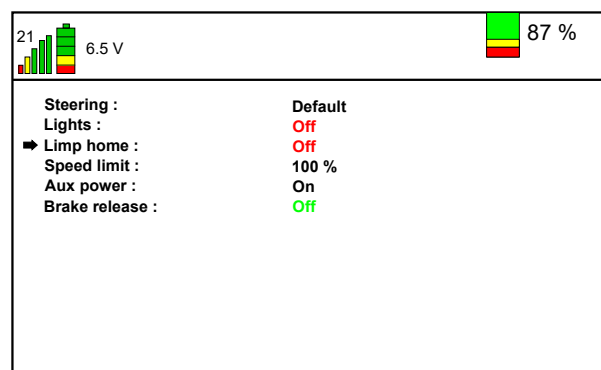 21
6.5 V
87 %
Steering : Default
Lights : Off
Limp home : Off
Speed limit : 100 %
Aux power : On
Brake release : Off